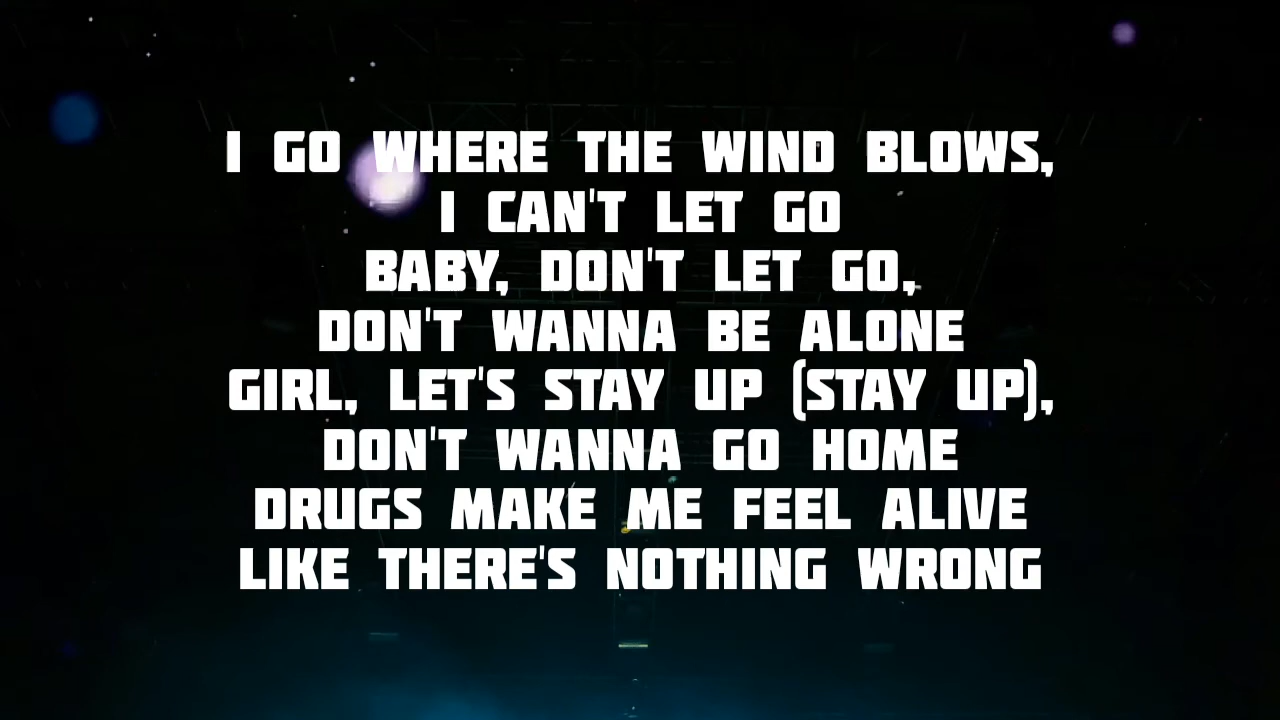 I GO WHERE THE WIND BLOWS,
I CAN'T LET GO
BABY, DON'T LET GO,
DON'T WANNA BE ALONE
GIRL, LET'S STAY UP (STAY UP),
DON'T WANNA GO HOME
DRUGS MAKE ME FEEL ALIVE
LIKE THERE'S NOTHING WRONG